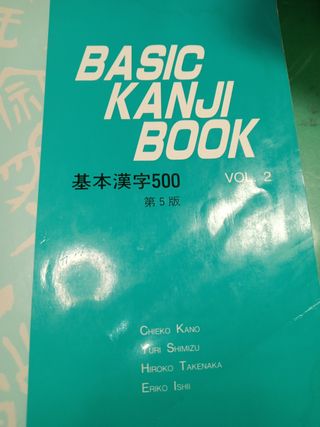 BASIC
KANJI
BOOK
基本漢字500 VOL. 2
第5版
CHIEKO KANO
YURI SHIMIZU
HIROKO TAKENAKA
ERIKO ISHII